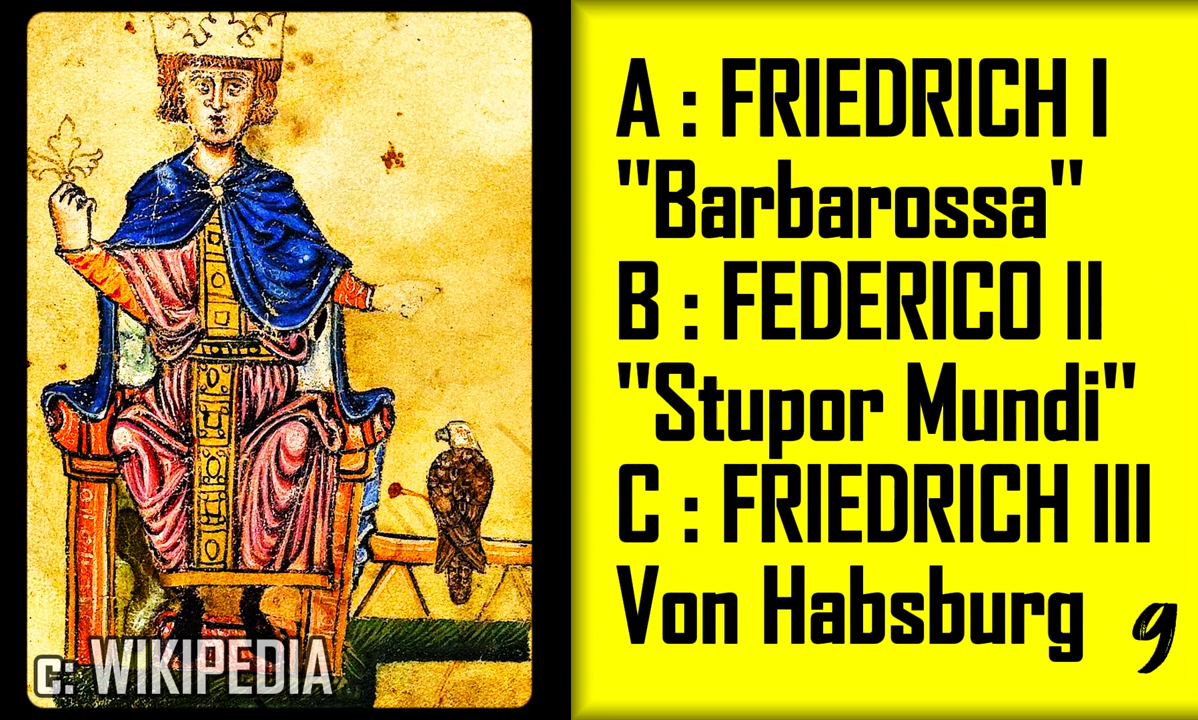 A : FRIEDRICH I
"Barbarossa"
B : FEDERICO II
"Stupor Mundi"
C : FRIEDRICH III
Von Habsburg
9
c: WIKIPEDIA